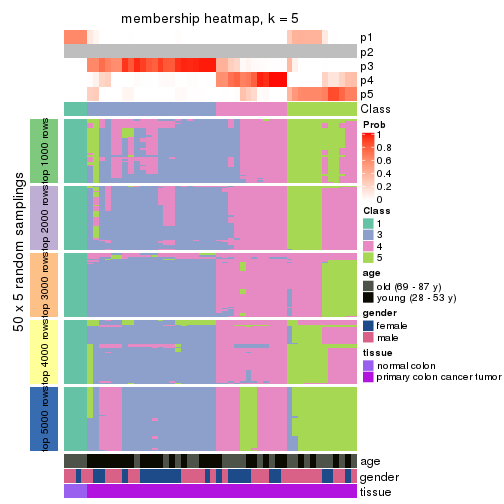 membership heatmap, k = 5
p1
p2
p3
p4
p5
Class
50 x 5 random samplings
top 1000 rows
top 2000 rows
top 3000 rows
top 4000 rows
top 5000 rows
age
gender
tissue
Prob
1
0.8
0.6
0.4
0.2
0
Class
1
3
4
5
age
old (69 - 87 y)
young (28 - 53 y)
gender
female
male
tissue
normal colon
primary colon cancer tumor